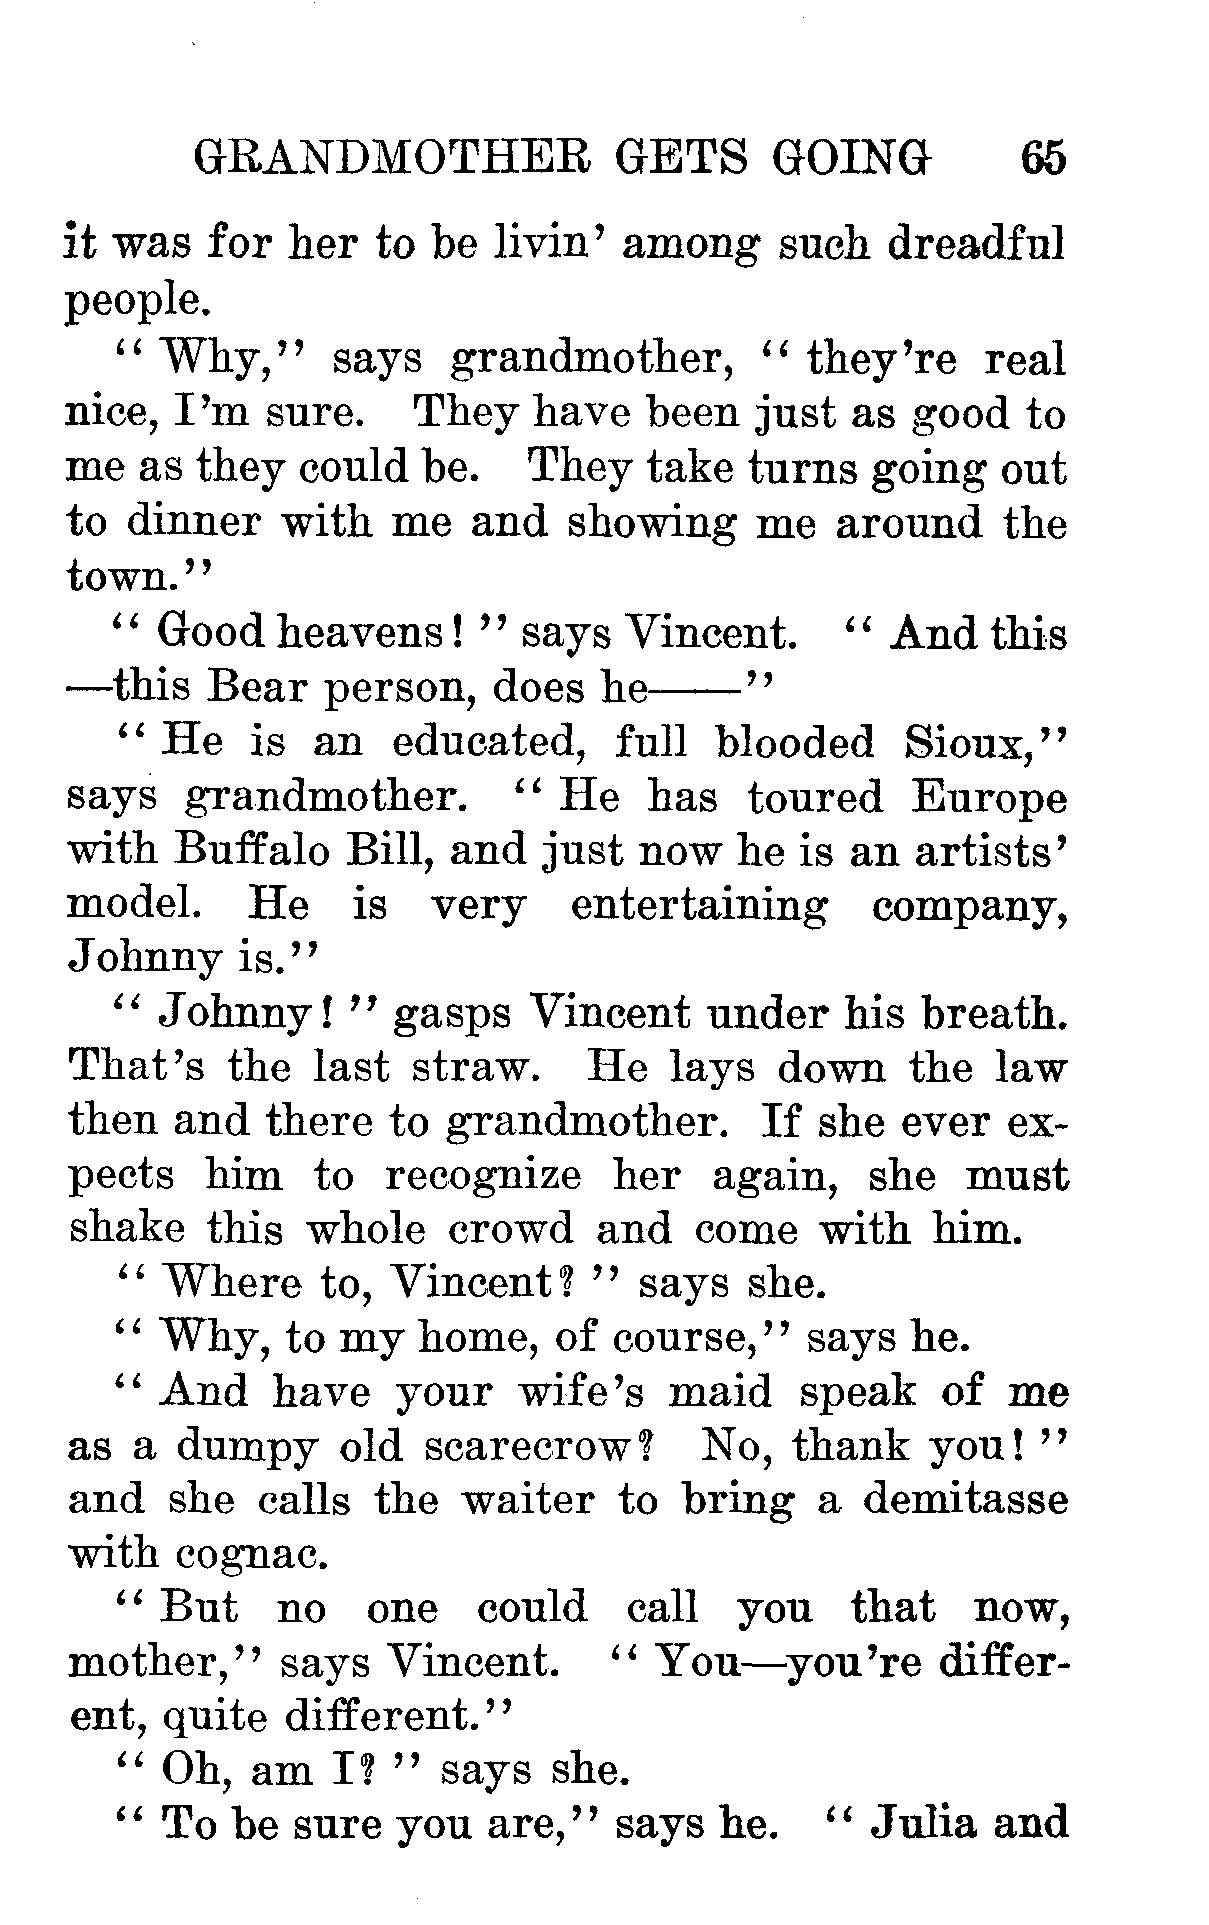 GRANDMOTHER GETS GOING 65
it was for her to be livin' among such dreadful
people.
"Why," says grandmother, "they're real
nice, I'm sure. They have been just as good to
me as they could be. They take turns going out
to dinner with me and showing me around the
town."
"Good heavens!" says Vincent. "And this
—this Bear person, does he——"
"He is an educated, full blooded Sioux,"
says grandmother. "He has toured Europe
with Buffalo Bill, and just now he is an artists'
model. He is very entertaining company,
Johnny is."
"Johnny!" gasps Vincent under his breath.
That's the last straw. He lays down the law
then and there to grandmother. If she ever ex-
pects him to recognize her again, she must
shake this whole crowd and come with him.
"Where to, Vincent?" says she.
"Why, to my home, of course," says he.
"And have your wife's maid speak of me
as a dumpy old scarecrow? No, thank you!"
and she calls the waiter to bring a demitasse
with cognac.
"But no one could call you that now,
mother," says Vincent. "You—you're differ-
ent, quite different."
"Oh, am I?" says she.
"To be sure you are," says he. "Julia and